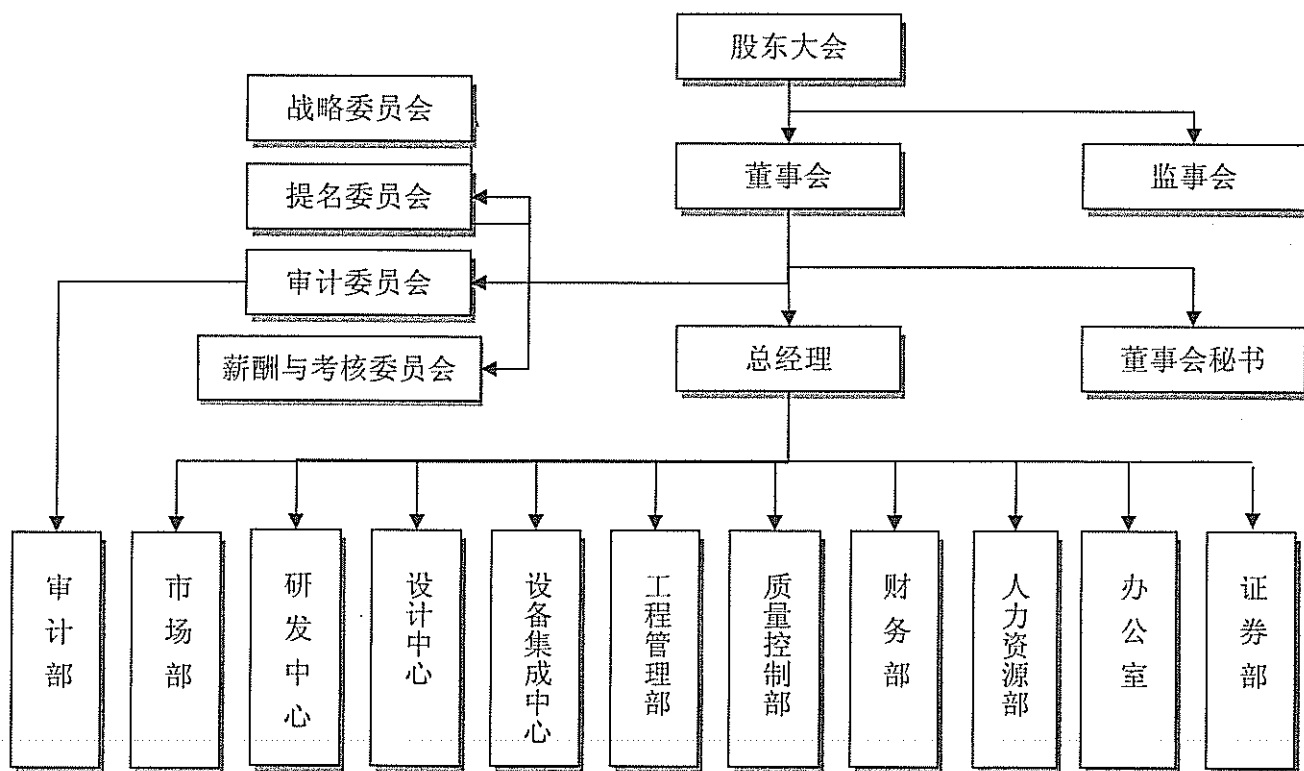 股东大会
战略委员会
提名委员会
董事会
监事会
审计委员会
薪酬与考核委员会
总经理
董事会秘书
审计部
市场部
研发中心
设计中心
设备集成中心
工程管理部
质量控制部
财务部
人力资源部
办公室
证券部